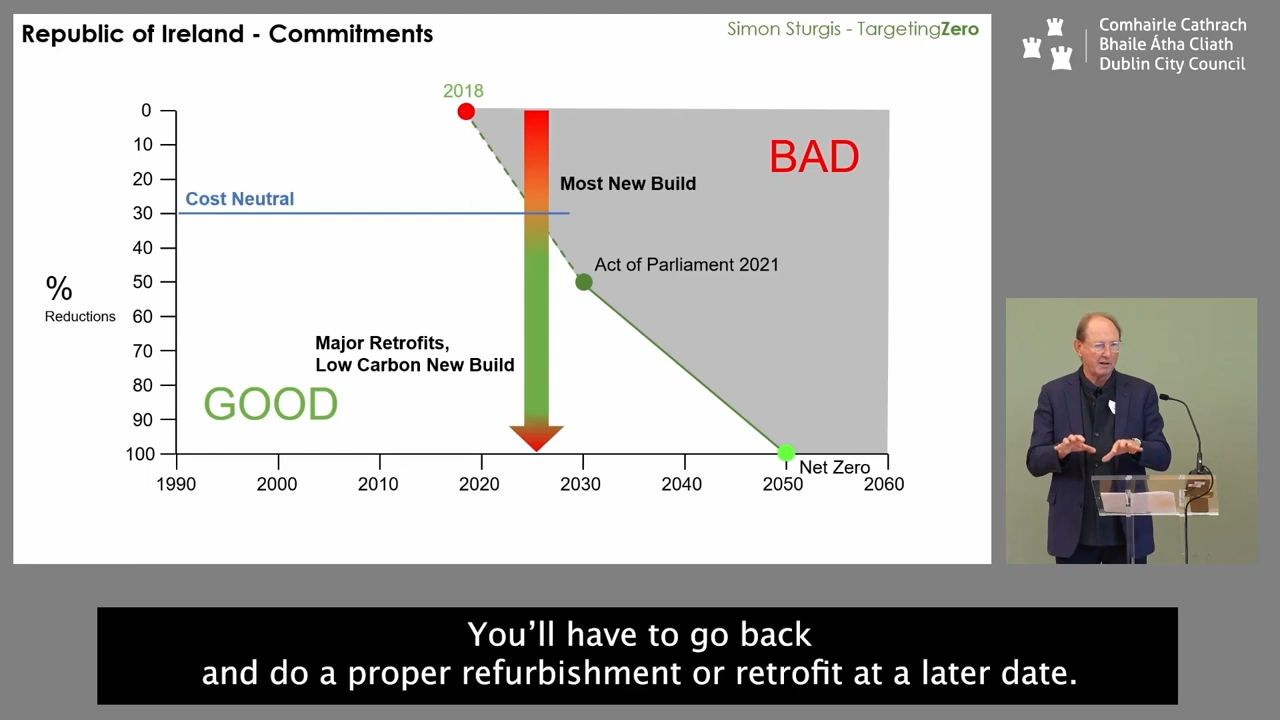 Republic of Ireland - Commitments
Simon Sturgis - TargetingZero
Comhairle Cathrach
Bhaile Átha Cliath
Dublin City Council
2018
0
10
20
30
40
50
60
70
80
90
100
%
Reductions
Cost Neutral
BAD
Most New Build
Act of Parliament 2021
Major Retrofits,
Low Carbon New Build
GOOD
Net Zero
1990
2000
2010
2020
2030
2040
2050
2060
You’ll have to go back
and do a proper refurbishment or retrofit at a later date.